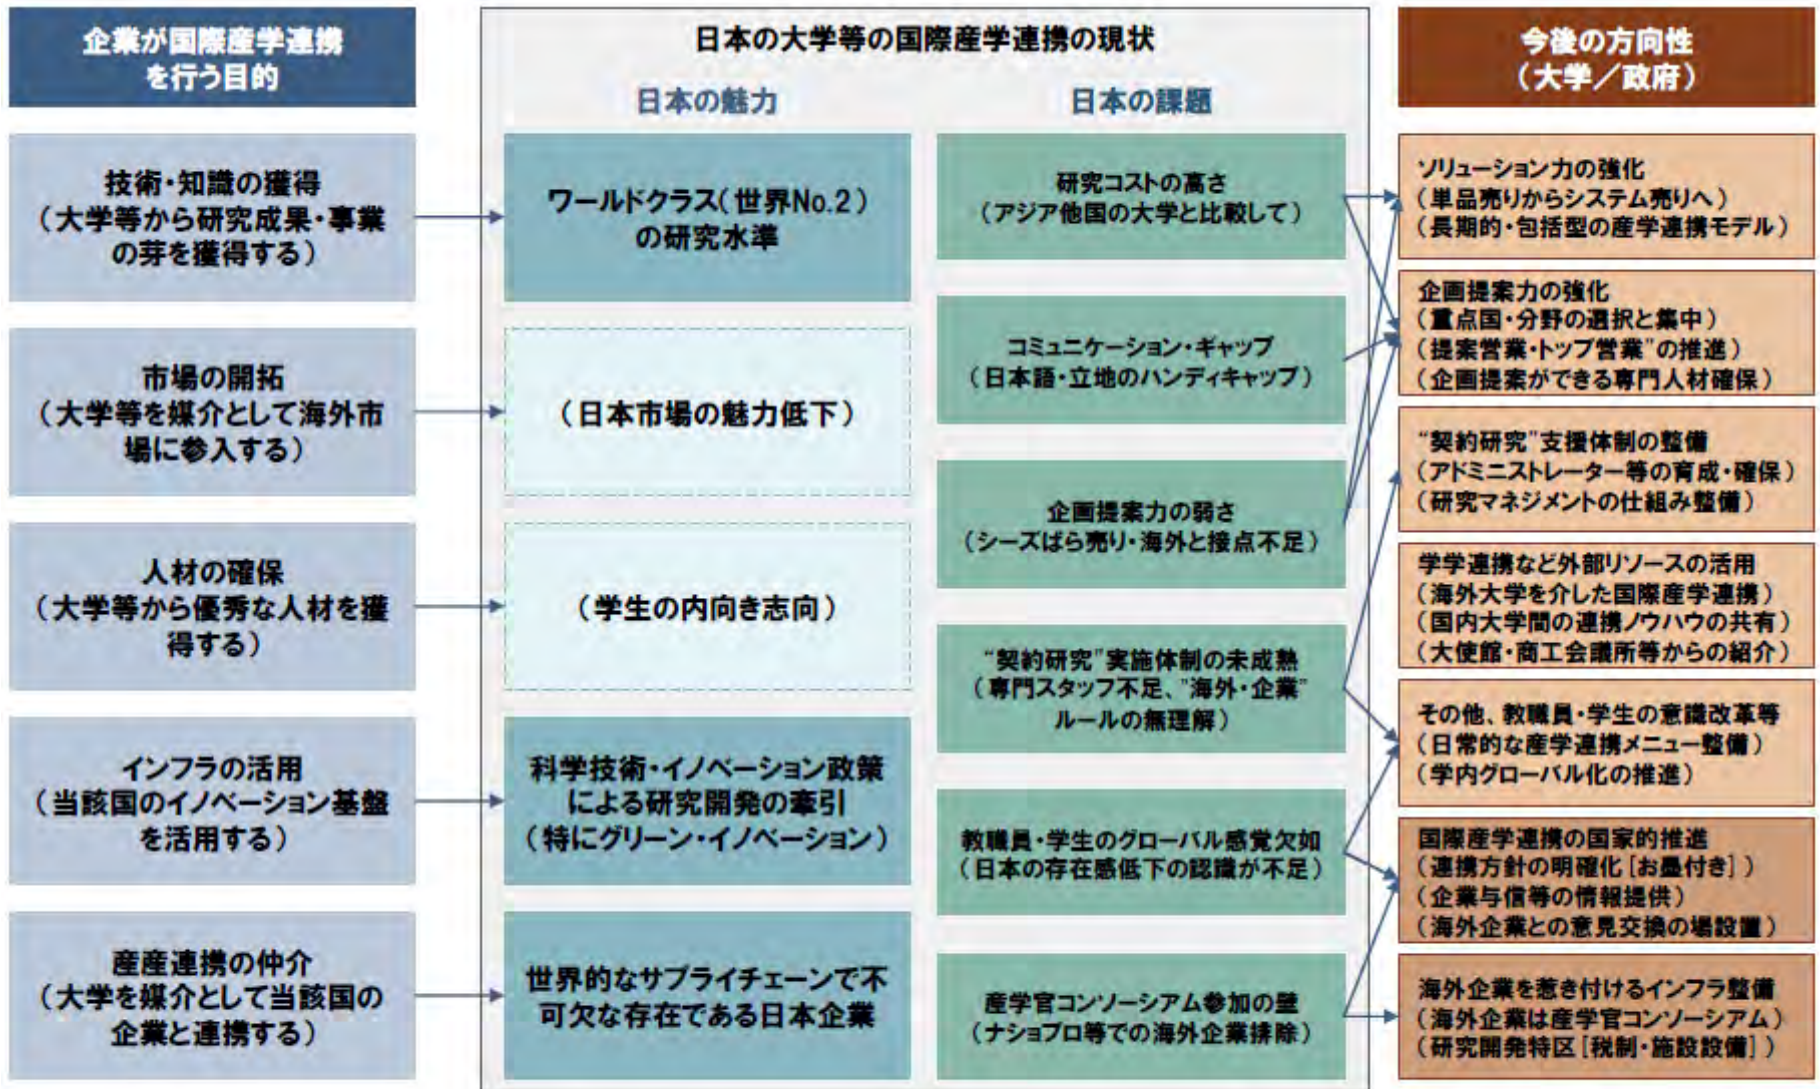 企業が国際産学連携
を行う目的
技術・知識の獲得
(大学等から研究成果・事業
の芽を獲得する)
市場の開拓
(大学等を媒介として海外市
場に参入する)
人材の確保
(大学等から優秀な人材を獲
得する)
インフラの活用
(当該国のイノベーション基盤
を活用する)
産産連携の仲介
(大学を媒介として当該国の
企業と連携する)
日本の大学等の国際産学連携の現状
日本の魅力
ワールドクラス(世界No.2)
の研究水準
(日本市場の魅力低下)
(学生の内向き志向)
科学技術・イノベーション政策
による研究開発の牽引
(特にグリーン・イノベーション)
世界的なサプライチェーンで不
可欠な存在である日本企業
日本の課題
研究コストの高さ
(アジア他国の大学と比較して)
コミュニケーション・ギャップ
(日本語・立地のハンディキャップ)
企画提案力の弱さ
(シーズばら売り・海外と接点不足)
“契約研究”実施体制の未成熟
(専門スタッフ不足、”海外・企業”
ルールの無理解)
教職員・学生のグローバル感覚欠如
(日本の存在感低下の認識が不足)
産学官コンソーシアム参加の壁
(ナショプロ等での海外企業排除)
今後の方向性
(大学/政府)
ソリューション力の強化
(単品売りからシステム売りへ)
(長期的・包括型の産学連携モデル)
企画提案力の強化
(重点国・分野の選択と集中)
(提案営業・トップ営業”の推進)
(企画提案ができる専門人材確保)
“契約研究”支援体制の整備
(アドミニストレーター等の育成・確保)
(研究マネジメントの仕組み整備)
学学連携など外部リソースの活用
(海外大学を介した国際産学連携)
(国内大学間の連携ノウハウの共有)
(大使館・商工会議所等からの紹介)
その他、教職員・学生の意識改革等
(日常的な産学連携メニュー整備)
(学内グローバル化の推進)
国際産学連携の国家的推進
(連携方針の明確化[お墨付き])
(企業与信等の情報提供)
(海外企業との意見交換の場設置)
海外企業を惹き付けるインフラ整備
(海外企業は産学官コンソーシアム)
(研究開発特区[税制・施設設備])